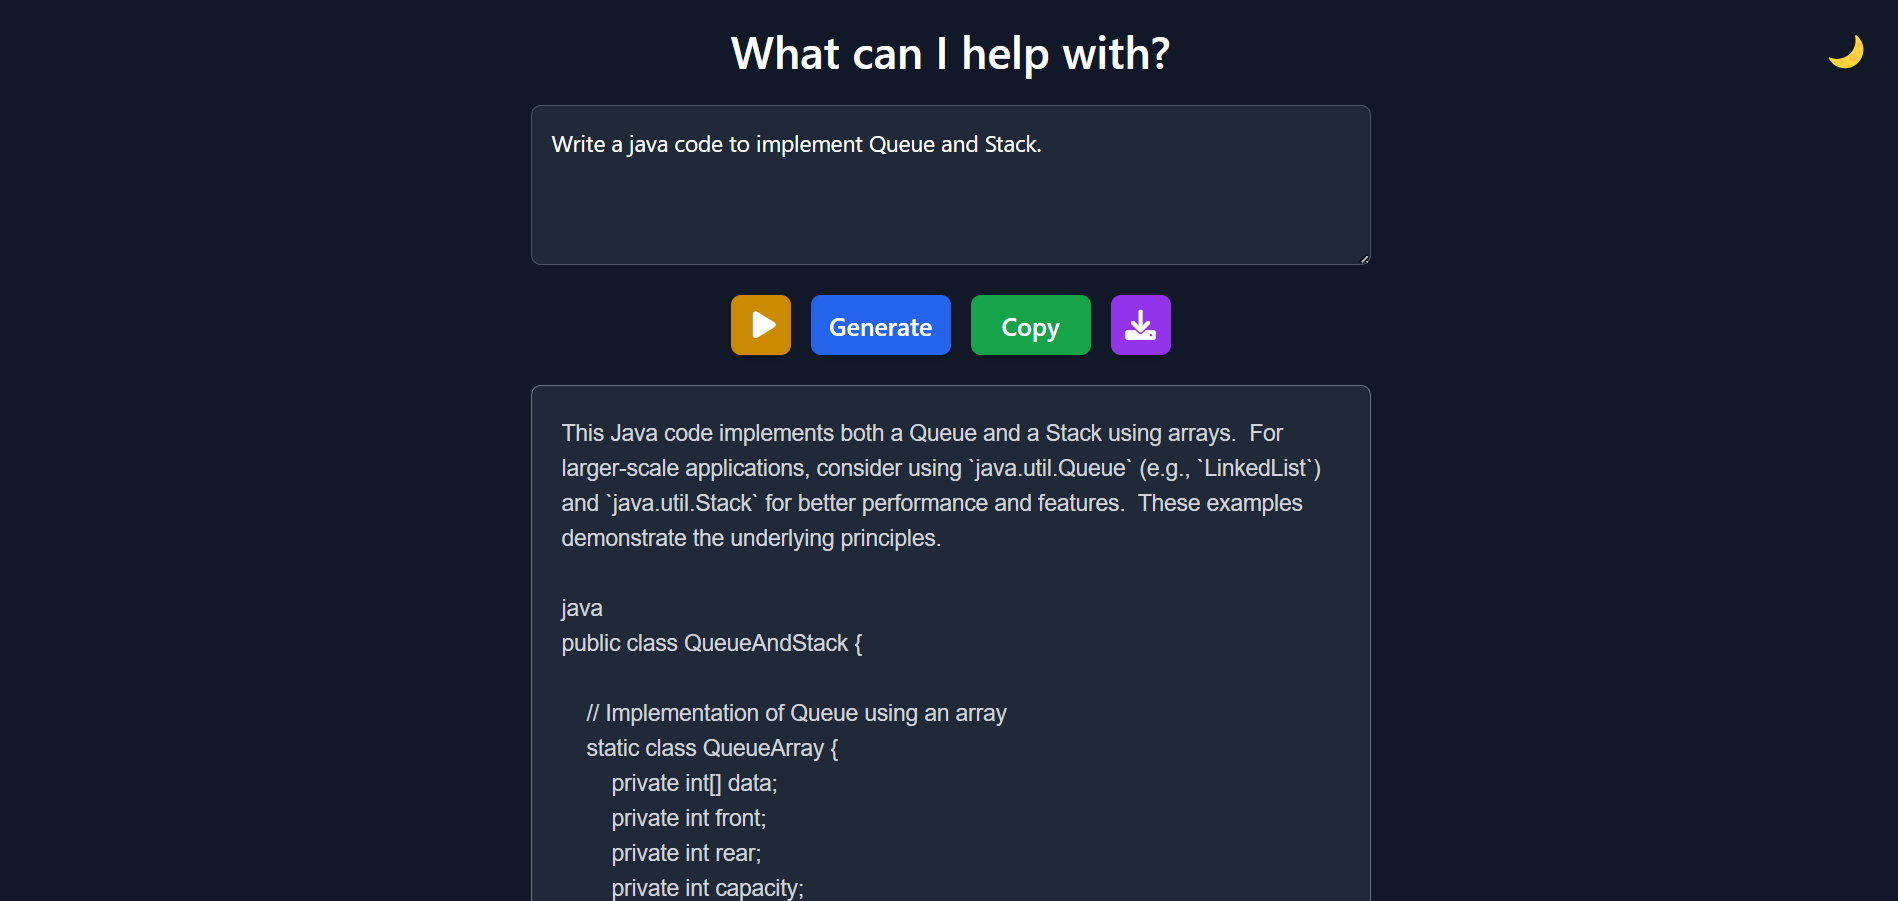 What can I help with?
Write a java code to implement Queue and Stack.
Generate
Copy
This Java code implements both a Queue and a Stack using arrays.  For
larger-scale applications, consider using `java.util.Queue` (e.g., `LinkedList`)
and `java.util.Stack` for better performance and features.  These examples
demonstrate the underlying principles.
java
public class QueueAndStack {
    // Implementation of Queue using an array
    static class QueueArray {
        private int[] data;
        private int front;
        private int rear;
        private int capacity;